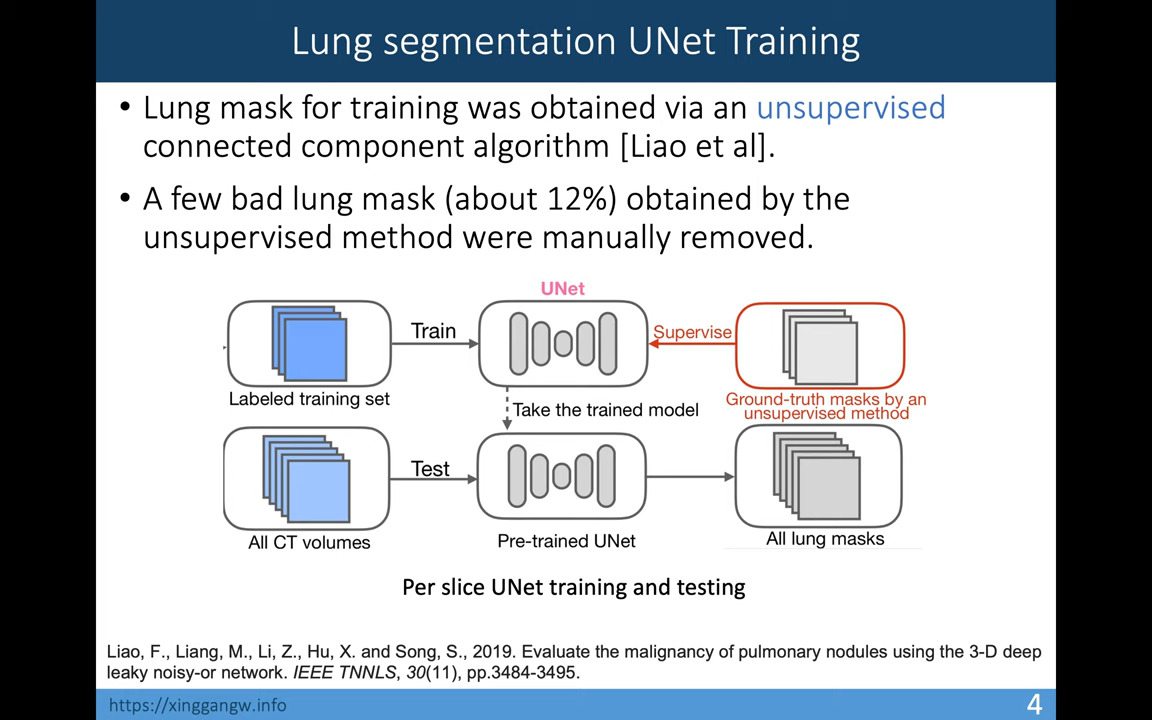 Lung segmentation UNet Training
• Lung mask for training was obtained via an unsupervised
connected component algorithm [Liao et al].
• A few bad lung mask (about 12%) obtained by the
unsupervised method were manually removed.
UNet
Train
Supervise
Labeled training set
Ground-truth masks by an
unsupervised method
Take the trained model
Test
All CT volumes
Pre-trained UNet
All lung masks
Per slice UNet training and testing
Liao, F., Liang, M., Li, Z., Hu, X. and Song, S., 2019. Evaluate the malignancy of pulmonary nodules using the 3-D deep
leaky noisy-or network. IEEE TNNLS, 30(11), pp.3484-3495.
https://xinggangw.info
4